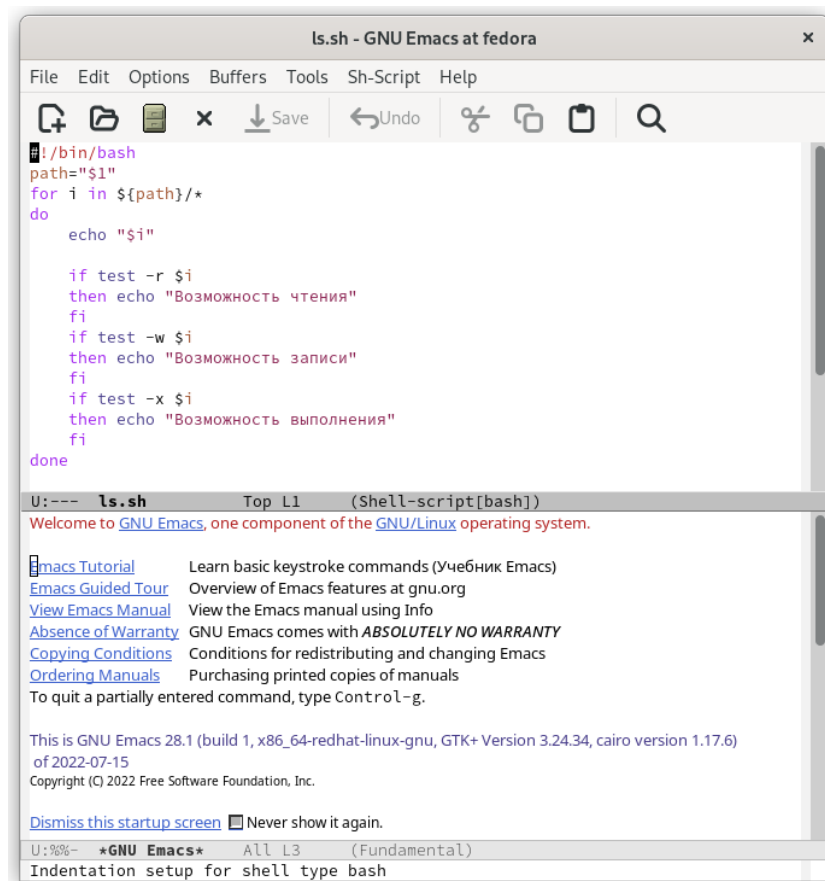 ls.sh - GNU Emacs at fedora
File Edit Options Buffers Tools Sh-Script Help
Save Undo
#!/bin/bash
path="$1"
for i in ${path}/*
do
    echo "$i"

    if test -r $i
    then echo "Возможность чтения"
    fi
    if test -w $i
    then echo "Возможность записи"
    fi
    if test -x $i
    then echo "Возможность выполнения"
    fi
done
U:--- ls.sh Top L1 (Shell-script[bash])
Welcome to GNU Emacs, one component of the GNU/Linux operating system.
Emacs Tutorial Learn basic keystroke commands (Учебник Emacs)
Emacs Guided Tour Overview of Emacs features at gnu.org
View Emacs Manual View the Emacs manual using Info
Absence of Warranty GNU Emacs comes with ABSOLUTELY NO WARRANTY
Copying Conditions Conditions for redistributing and changing Emacs
Ordering Manuals Purchasing printed copies of manuals
To quit a partially entered command, type Control-g.
This is GNU Emacs 28.1 (build 1, x86_64-redhat-linux-gnu, GTK+ Version 3.24.34, cairo version 1.17.6)
of 2022-07-15
Copyright (C) 2022 Free Software Foundation, Inc.
Dismiss this startup screen Never show it again.
U:%%- *GNU Emacs* All L3 (Fundamental)
Indentation setup for shell type bash